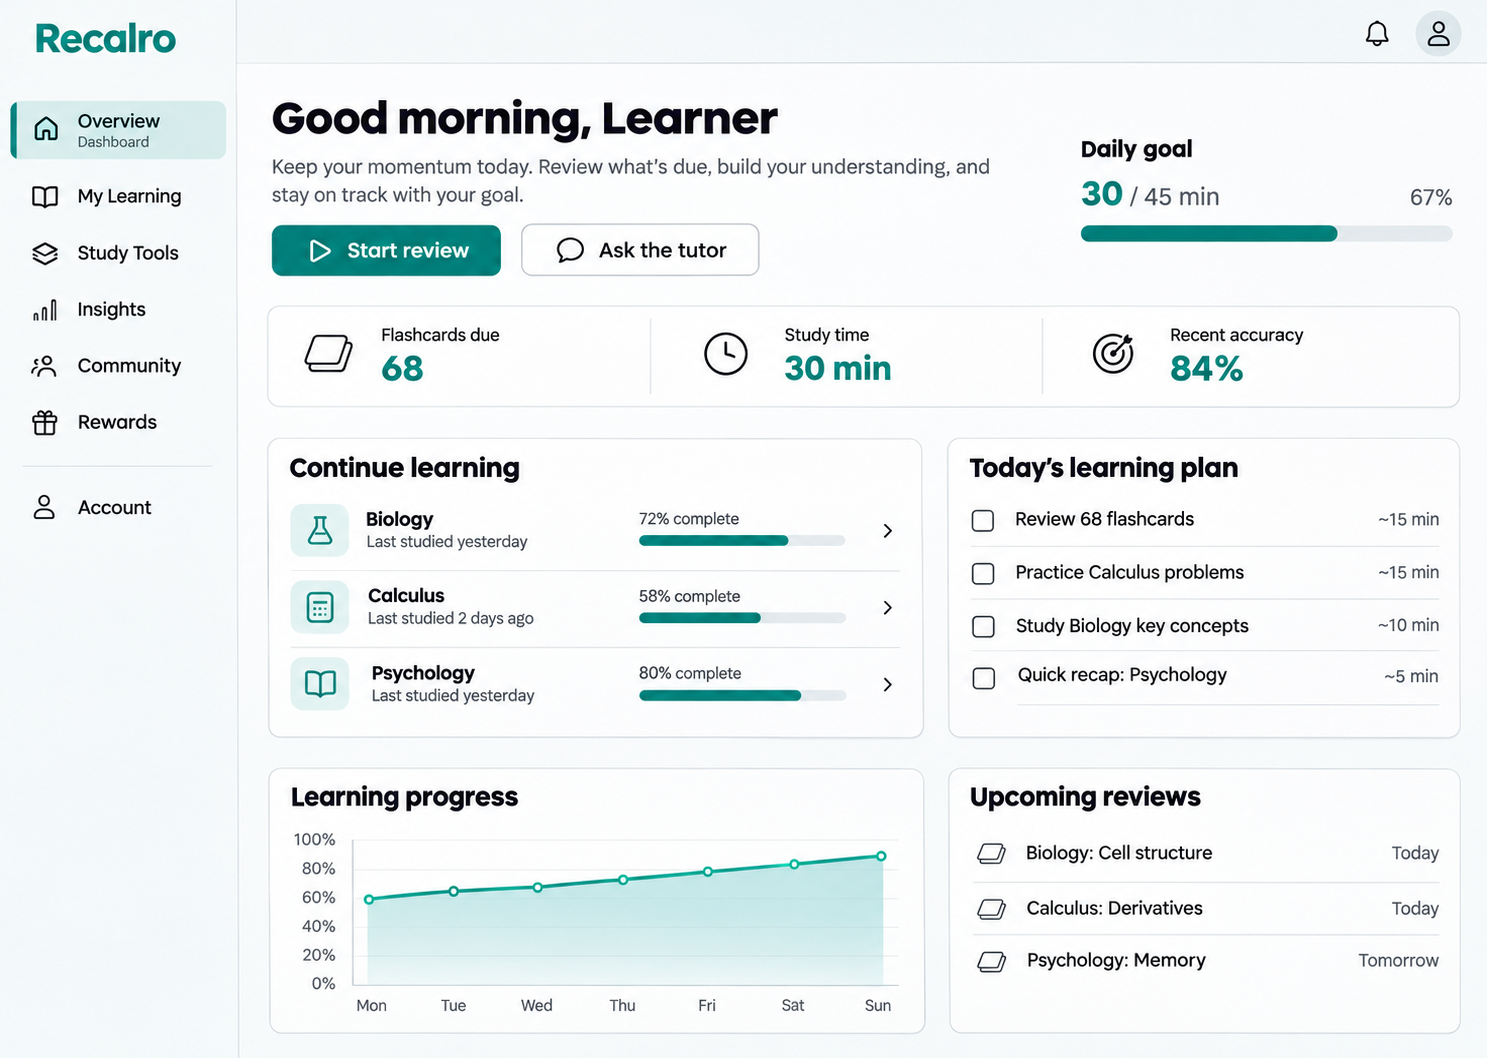 Recalro
Overview
Dashboard
My Learning
Study Tools
Insights
Community
Rewards
Account
Good morning, Learner
Keep your momentum today. Review what's due, build your understanding, and
stay on track with your goal.
Start review
Ask the tutor
Daily goal
30 / 45 min
67%
Flashcards due
68
Study time
30 min
Recent accuracy
84%
Continue learning
Biology
Last studied yesterday
72% complete
Calculus
Last studied 2 days ago
58% complete
Psychology
Last studied yesterday
80% complete
Today's learning plan
Review 68 flashcards
~15 min
Practice Calculus problems
~15 min
Study Biology key concepts
~10 min
Quick recap: Psychology
~5 min
Learning progress
100%
80%
60%
40%
20%
0%
Mon
Tue
Wed
Thu
Fri
Sat
Sun
Upcoming reviews
Biology: Cell structure
Today
Calculus: Derivatives
Today
Psychology: Memory
Tomorrow